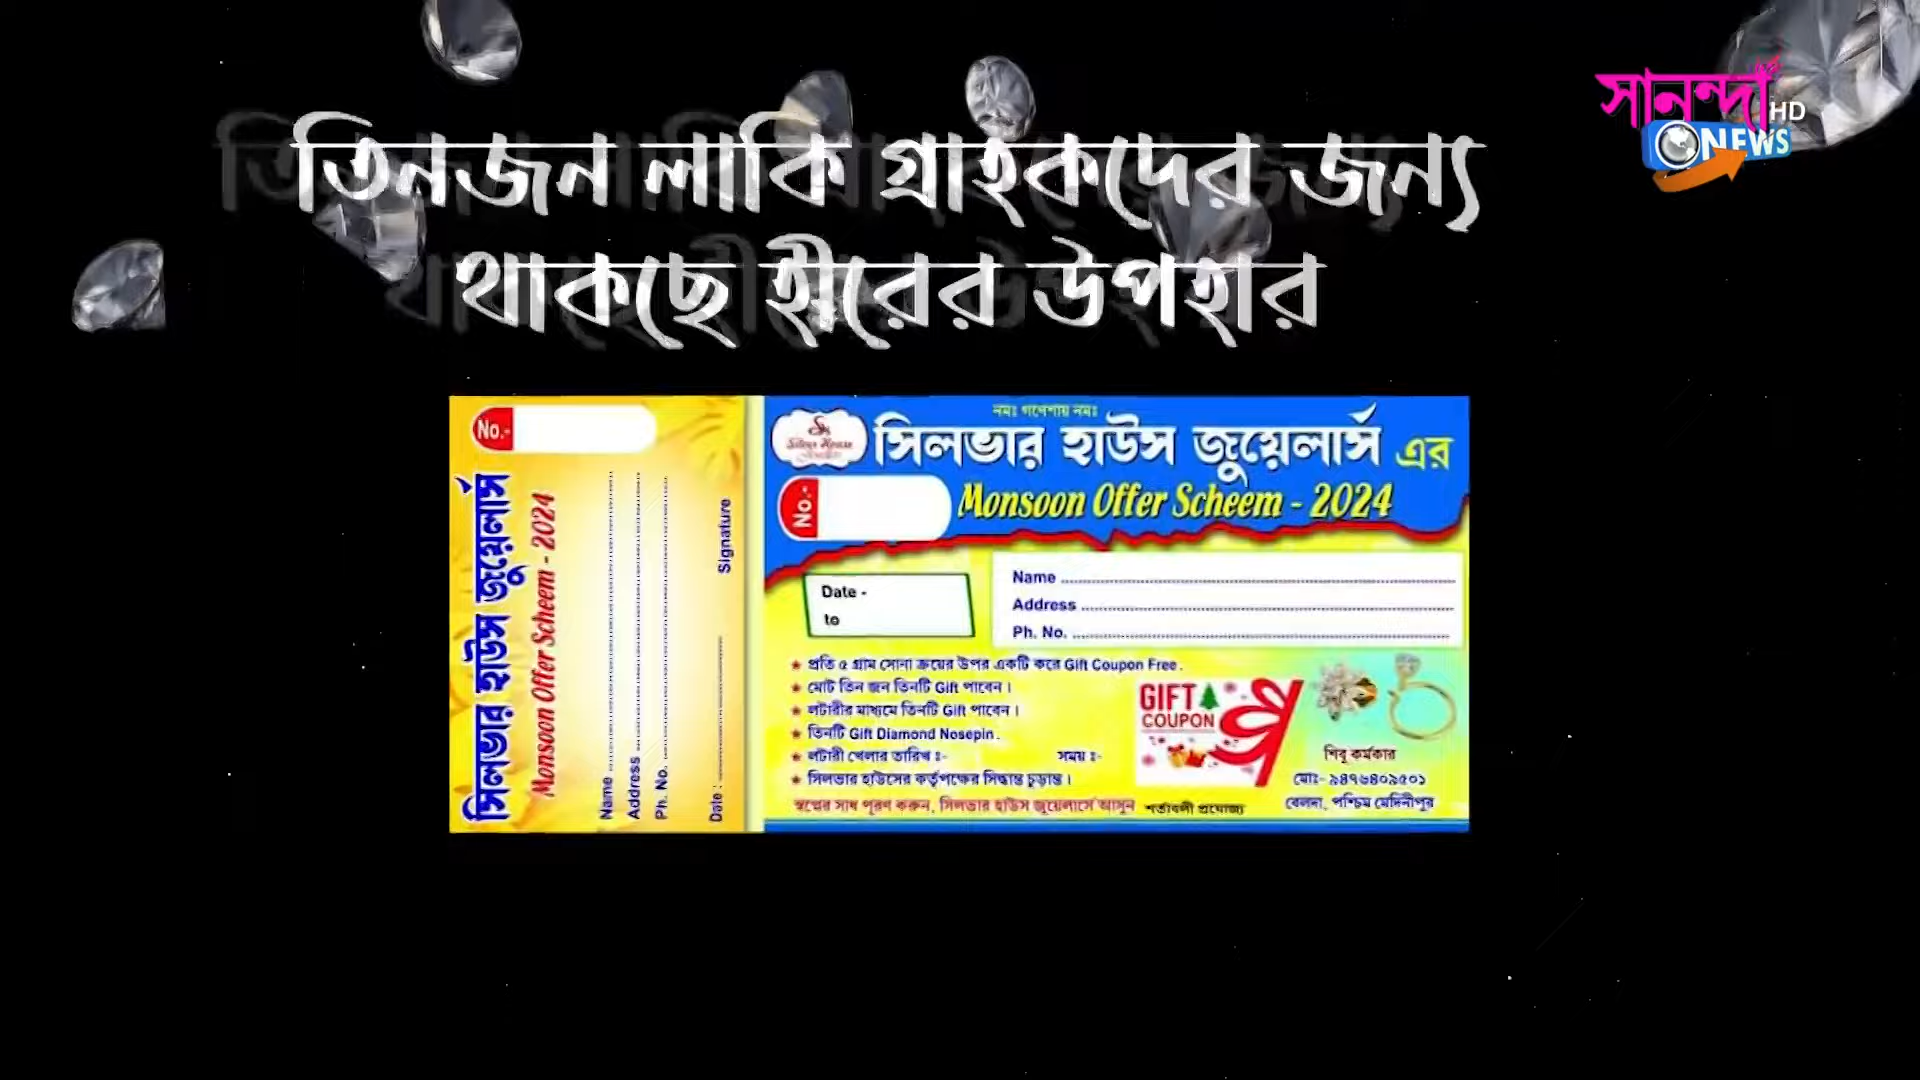 তিনজন লাকি গ্রাহকদের জন্য
থাকছে হীরের উপহার
সানন্দা HD
NEWS
No.-
সিলভার হাউস জুয়েলার্স
Monsoon Offer Scheem - 2024
Name
Address
Ph. No.
Date :
Signature
নমঃ গণেশায় নমঃ
Silver House
সিলভার হাউস জুয়েলার্স এর
No.-
Monsoon Offer Scheem - 2024
Date -
to
Name
Address
Ph. No.
★ প্রতি ৫ গ্রাম সোনা ক্রয়ের উপর একটি করে Gift Coupon Free.
★ মোট তিন জন তিনটি Gift পাবেন।
★ লটারীর মাধ্যমে তিনটি Gift পাবেন।
★ তিনটি Gift Diamond Nosepin.
★ লটারী খেলার তারিখ ঃ- সময় ঃ-
★ সিলভার হাউসের কর্তৃপক্ষের সিদ্ধান্ত চুড়ান্ত।
স্বপ্নের সাধ পূরণ করুন, সিলভার হাউস জুয়েলার্সে আসুন
শর্তাবলী প্রযোজ্য
GIFT
COUPON
শিবু কর্মকার
মোঃ- ৯৪৭৬৪০৯৫০১
বেলদা, পশ্চিম মেদিনীপুর